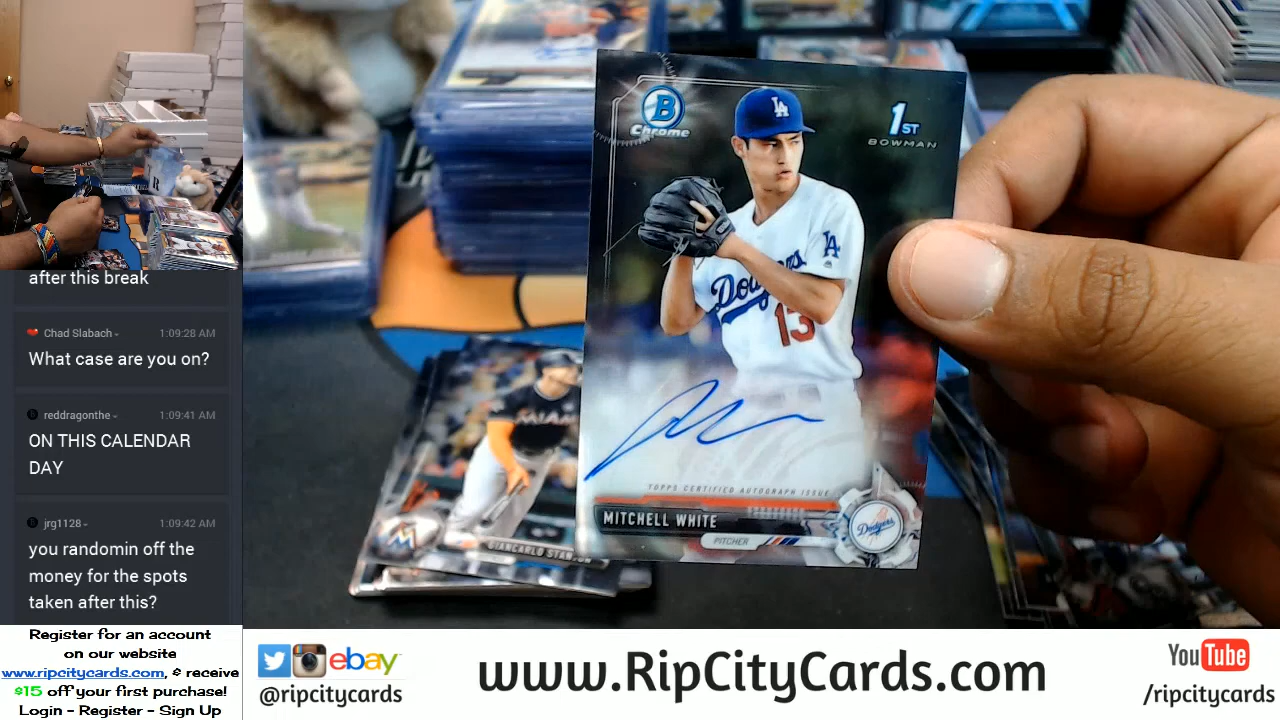 after this break
Chad Slabach
1:09:28 AM
What case are you on?
reddragonthe
1:09:41 AM
ON THIS CALENDAR
DAY
jrg1128
1:09:42 AM
you randomin off the
money for the spots
taken after this?
Register for an account
on our website
www.ripcitycards.com, & receive
$15 off your first purchase!
Login - Register - Sign Up
B
Chrome
1ST
BOWMAN
LA
LA
Dodgers
13
TOPPS CERTIFIED AUTOGRAPH ISSUE
MITCHELL WHITE
PITCHER
Dodgers
MIAMI
GIANCARLO
ebay
@ripcitycards
www.RipCityCards.com
YouTube
/ripcitycards